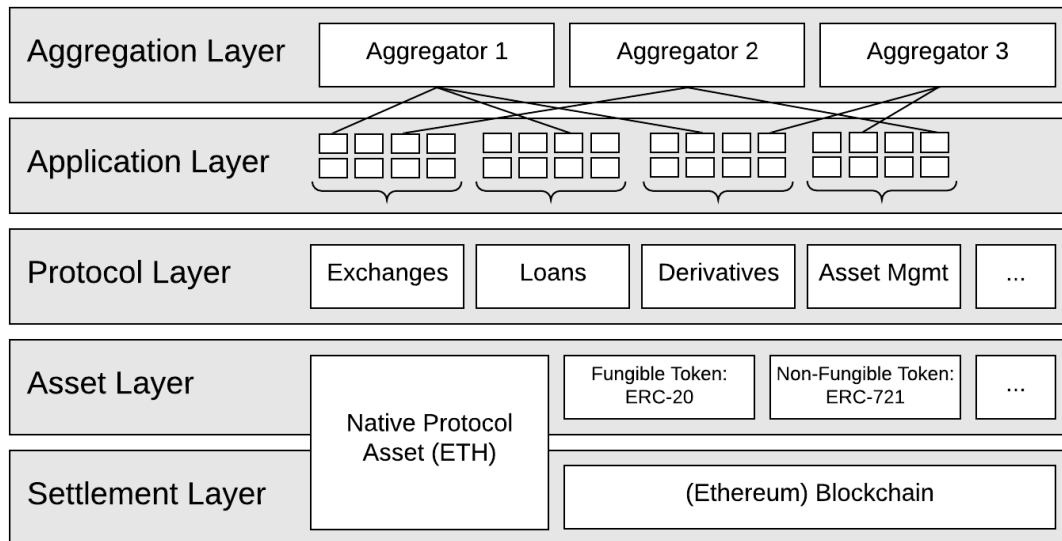 Aggregation Layer
Aggregator 1
Aggregator 2
Aggregator 3
Application Layer
Protocol Layer
Exchanges
Loans
Derivatives
Asset Mgmt
...
Asset Layer
Native Protocol
Asset (ETH)
Fungible Token:
ERC-20
Non-Fungible Token:
ERC-721
...
Settlement Layer
(Ethereum) Blockchain